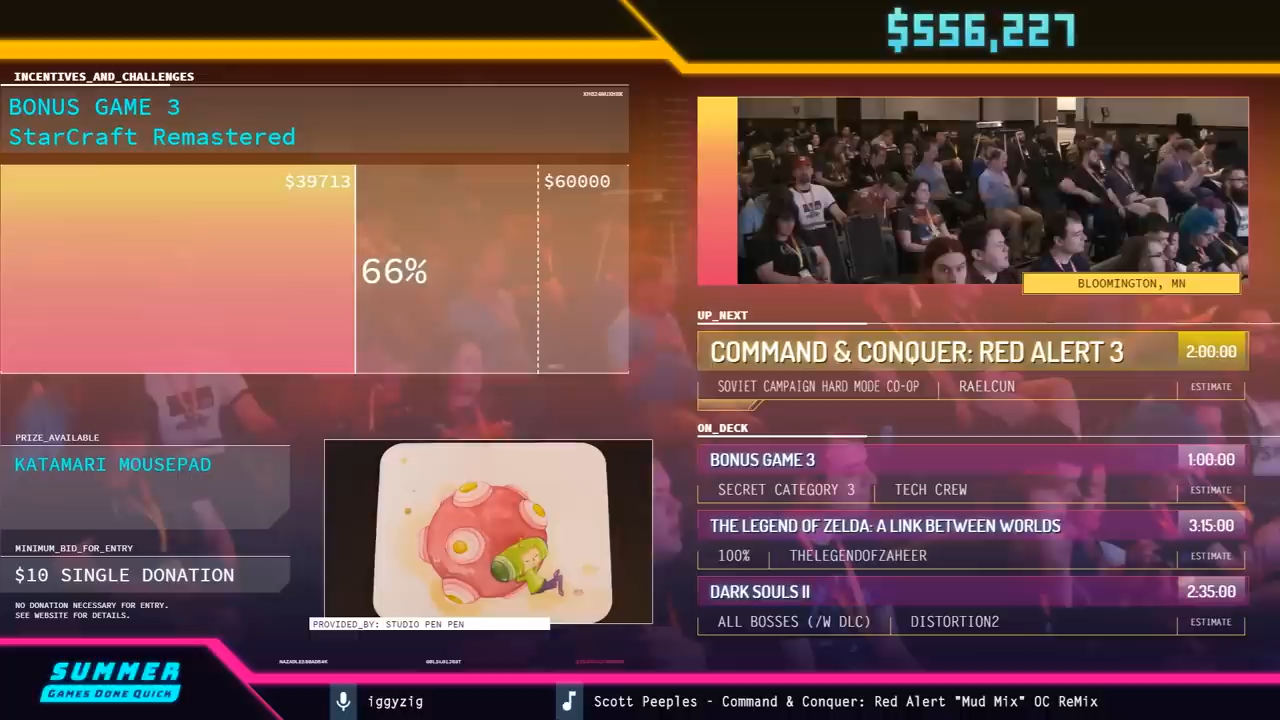 $556,227
INCENTIVES_AND_CHALLENGES
BONUS GAME 3
StarCraft Remastered
$39713
$60000
66%
BLOOMINGTON, MN
UP_NEXT
COMMAND & CONQUER: RED ALERT 3
2:00:00
SOVIET CAMPAIGN HARD MODE CO-OP
RAELCUN
ESTIMATE
ON_DECK
BONUS GAME 3
1:00:00
SECRET CATEGORY 3
TECH CREW
ESTIMATE
THE LEGEND OF ZELDA: A LINK BETWEEN WORLDS
3:15:00
100%
THELEGENDOFZAHEER
ESTIMATE
DARK SOULS II
2:35:00
ALL BOSSES (/W DLC)
DISTORTION2
ESTIMATE
PRIZE_AVAILABLE
KATAMARI MOUSEPAD
MINIMUM_BID_FOR_ENTRY
$10 SINGLE DONATION
NO DONATION NECESSARY FOR ENTRY.
SEE WEBSITE FOR DETAILS.
PROVIDED_BY: STUDIO PEN PEN
SUMMER
GAMES DONE QUICK
iggyzig
Scott Peeples - Command & Conquer: Red Alert "Mud Mix" OC ReMix